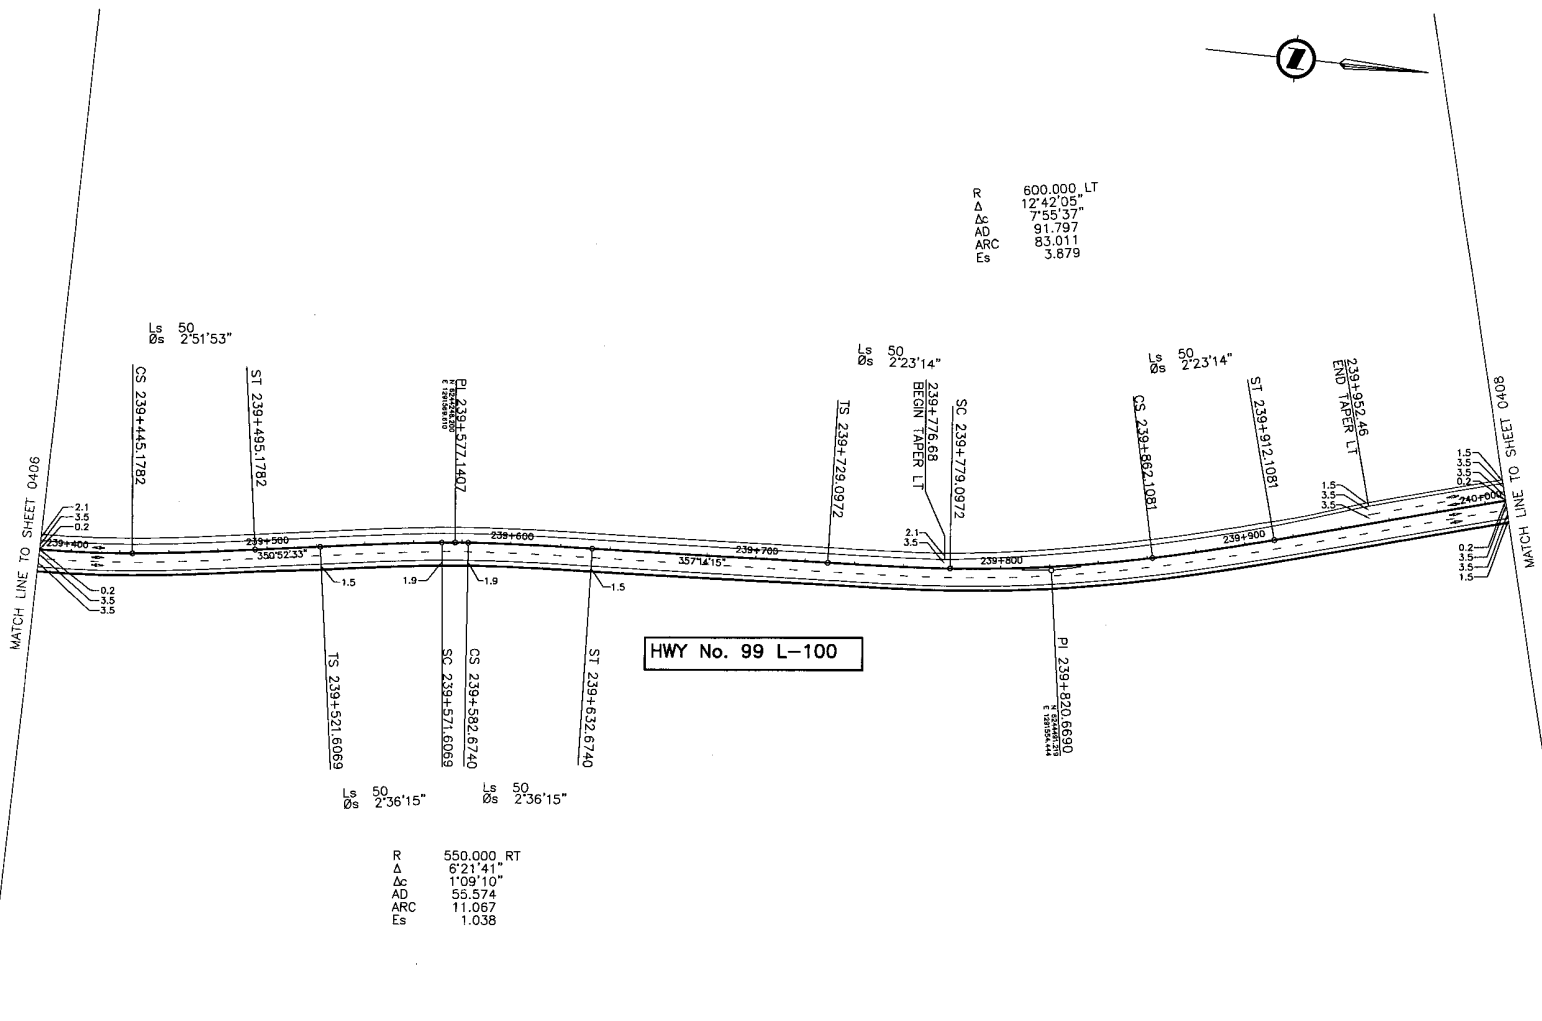 R 600.000 LT
Δ 12°42'05"
Δc 7°55'37"
AD 91.797
ARC 83.011
Es 3.879
Ls 50
Øs 2°51'53"
CS 239+445.1782
ST 239+495.1782
PI 239+577.1407
Ls 50
Øs 2°23'14"
TS 239+729.0972
239+776.68
BEGIN TAPER LT
SC 239+779.0972
Ls 50
Øs 2°23'14"
CS 239+862.1081
ST 239+912.1081
239+952.46
END TAPER LT
MATCH LINE TO SHEET 0406
MATCH LINE TO SHEET 0408
2.1
3.5
0.2
239+400
239+500
350°52'33"
239+600
239+700
357°14'15"
2.1
3.5
239+800
239+900
1.5
3.5
3.5
1.5
3.5
3.5
0.2
240+000
0.2
3.5
3.5
0.2
3.5
3.5
1.5
1.5
1.9
1.9
1.5
HWY No. 99 L-100
TS 239+521.6069
SC 239+571.6069
CS 239+582.6740
ST 239+632.6740
PI 239+820.6690
Ls 50
Øs 2°36'15"
Ls 50
Øs 2°36'15"
R 550.000 RT
Δ 6°21'41"
Δc 1°09'10"
AD 55.574
ARC 11.067
Es 1.038